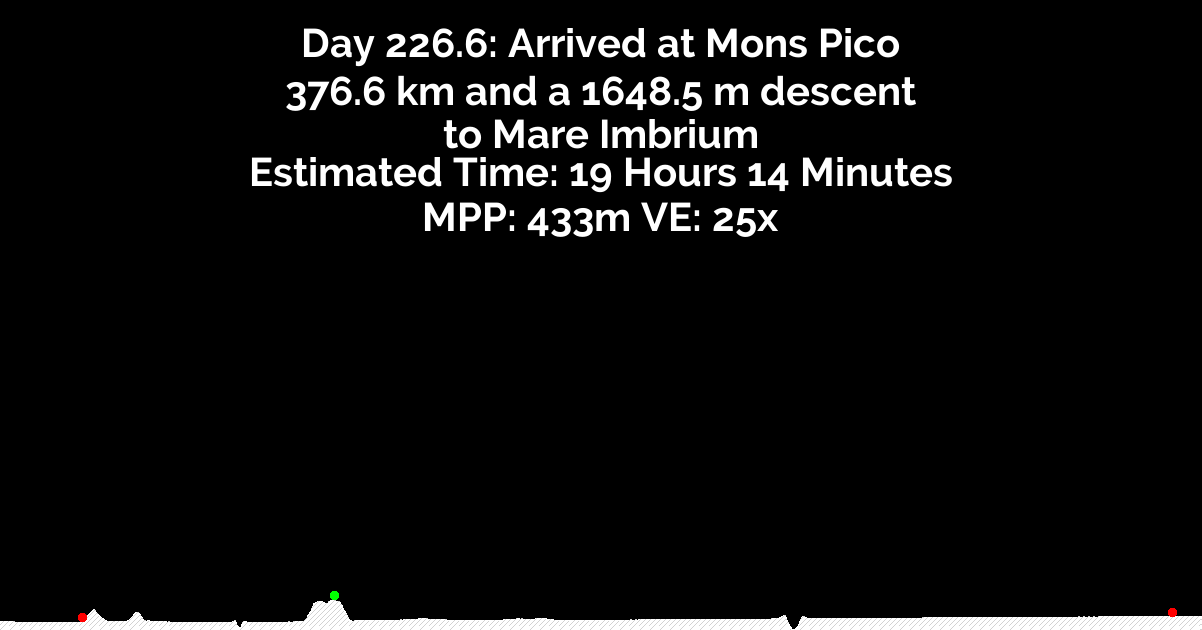 Day 226.6: Arrived at Mons Pico
376.6 km and a 1648.5 m descent
to Mare Imbrium
Estimated Time: 19 Hours 14 Minutes
MPP: 433m VE: 25x